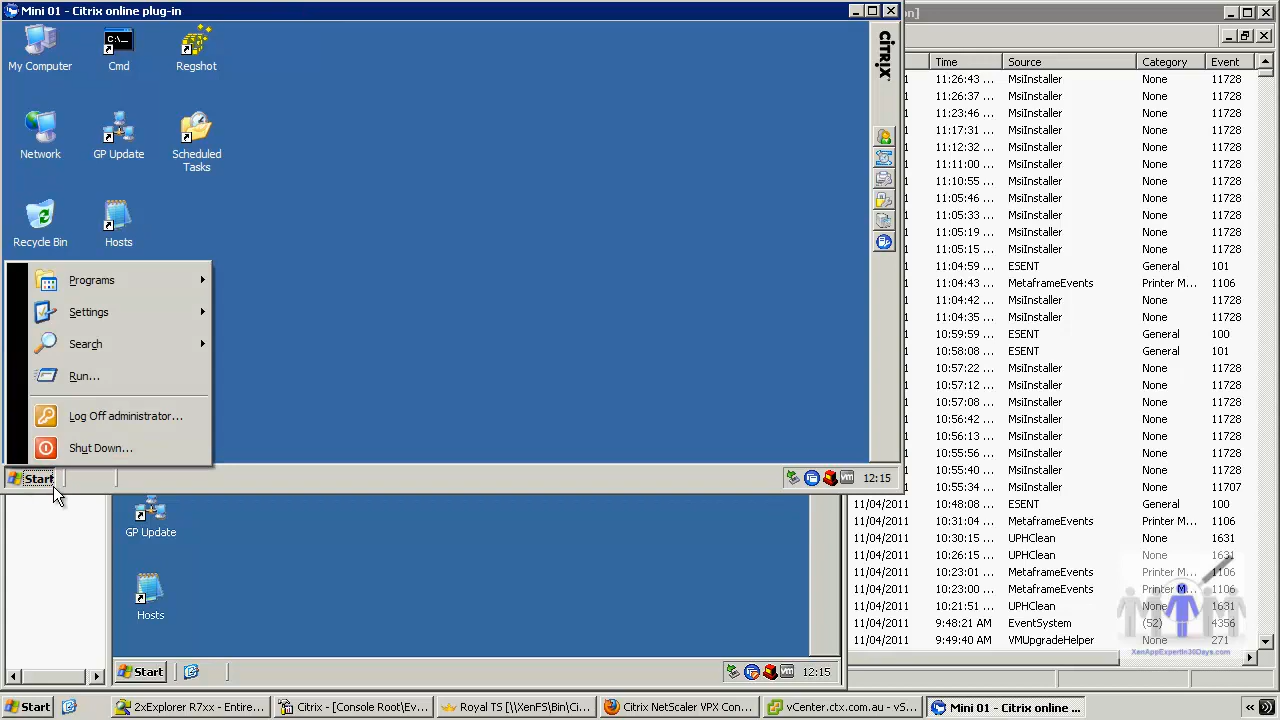 Mini 01 - Citrix online plug-in
on]
My Computer
Cmd
Regshot
Network
GP Update
Scheduled
Tasks
Recycle Bin
Hosts
CITRIX
Programs
Settings
Search
Run...
Log Off administrator...
Shut Down...
Start
12:15
GP Update
Hosts
Start
12:15
Time Source Category Event
11:26:43 ... MsiInstaller None 11728
11:26:37 ... MsiInstaller None 11728
11:23:46 ... MsiInstaller None 11728
11:17:31 ... MsiInstaller None 11728
11:12:32 ... MsiInstaller None 11728
11:11:00 ... MsiInstaller None 11728
11:10:55 ... MsiInstaller None 11728
11:05:46 ... MsiInstaller None 11728
11:05:33 ... MsiInstaller None 11728
11:05:19 ... MsiInstaller None 11728
11:05:15 ... MsiInstaller None 11728
11:04:59 ... ESENT General 101
11:04:43 ... MetaframeEvents Printer M... 1106
11:04:42 ... MsiInstaller None 11728
11:04:35 ... MsiInstaller None 11728
10:59:59 ... ESENT General 100
10:58:08 ... ESENT General 101
10:57:22 ... MsiInstaller None 11728
10:57:12 ... MsiInstaller None 11728
10:57:08 ... MsiInstaller None 11728
10:56:42 ... MsiInstaller None 11728
10:56:13 ... MsiInstaller None 11728
10:55:56 ... MsiInstaller None 11728
10:55:40 ... MsiInstaller None 11728
10:55:34 ... MsiInstaller None 11707
11/04/2011 10:48:08 ... ESENT General 100
11/04/2011 10:31:04 ... MetaframeEvents Printer M... 1106
11/04/2011 10:30:15 ... UPHClean None 1631
11/04/2011 10:26:15 ... UPHClean None 1631
11/04/2011 10:23:01 ... MetaframeEvents Printer M... 1106
11/04/2011 10:23:00 ... MetaframeEvents Printer M... 1106
11/04/2011 10:21:51 ... UPHClean None 1631
11/04/2011 9:48:21 AM EventSystem (52) 4356
11/04/2011 9:49:40 AM VMUpgradeHelper None 271
XenAppExpertIn30Days.com
Start
2xExplorer R7xx - Entire...
Citrix - [Console Root\Ev...
Royal TS [\\XenFS\Bin\Ci...
Citrix NetScaler VPX Con...
vCenter.ctx.com.au - vS...
Mini 01 - Citrix online ...